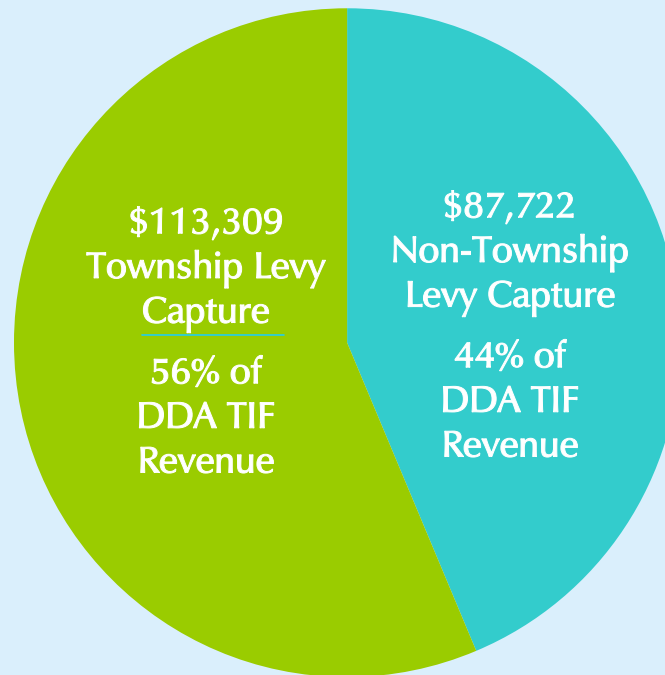 $113,309
Township Levy
Capture
56% of
DDA TIF
Revenue
$87,722
Non-Township
Levy Capture
44% of
DDA TIF
Revenue